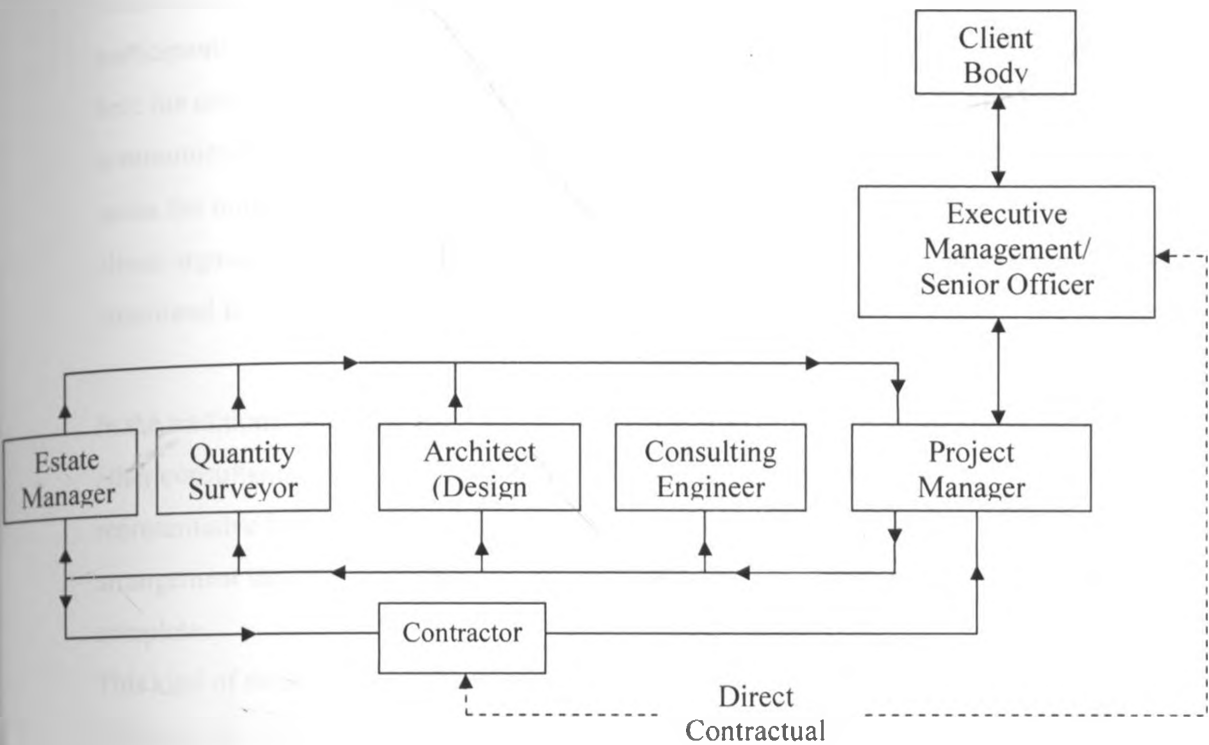 Client
Body
Executive
Management/
Senior Officer
Estate
Manager
Quantity
Surveyor
Architect
(Design
Consulting
Engineer
Project
Manager
Contractor
Direct
Contractual